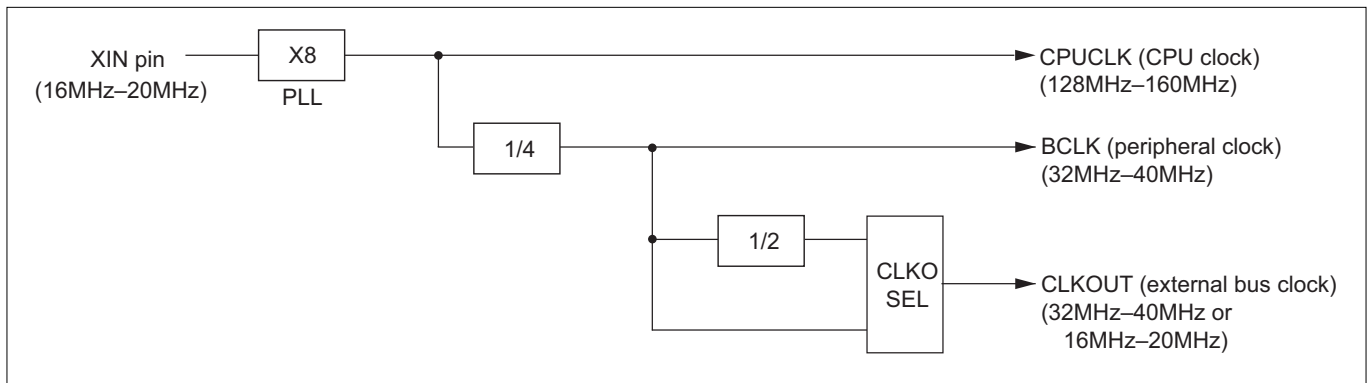 XIN pin
(16MHz–20MHz)
X8
PLL
CPUCLK (CPU clock)
(128MHz–160MHz)
1/4
BCLK (peripheral clock)
(32MHz–40MHz)
1/2
CLKO
SEL
CLKOUT (external bus clock)
(32MHz–40MHz or
16MHz–20MHz)